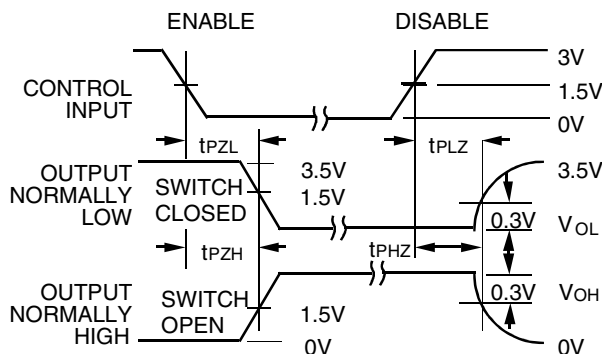 ENABLE DISABLE
3V
CONTROL
INPUT
1.5V
0V
tPZL tPLZ
OUTPUT
NORMALLY
LOW
SWITCH
CLOSED
3.5V
1.5V
3.5V
0.3V VOL
tPZH tPHZ
OUTPUT
NORMALLY
HIGH
SWITCH
OPEN
1.5V
0V
0.3V VOH
0V